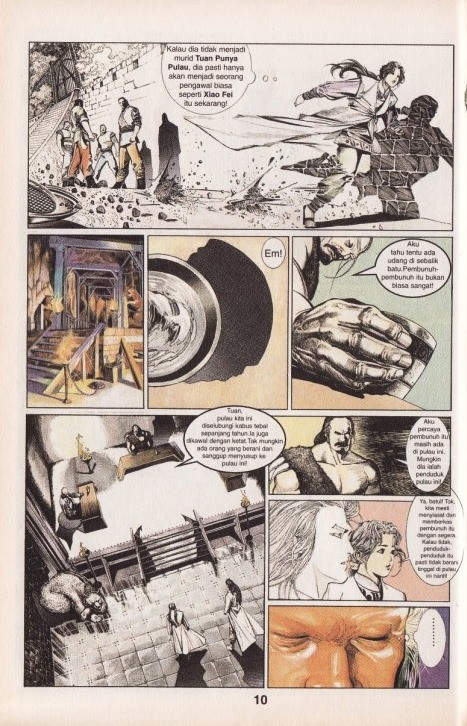 Kalau dia tidak menjadi
murid Tuan Punya
Pulau, dia pasti hanya
akan menjadi seorang
pengawal biasa
seperti Xiao Fei
itu sekarang!
Em!
Aku
tahu tentu ada
udang di sebalik
batu.Pembunuh-
pembunuh itu bukan
biasa sangat!
Tuan,
pulau kita ini
diselubungi kabus tebal
sepanjang tahun.Ia juga
dikawal dengan ketat.Tak mungkin
ada orang yang berani dan
sanggup menyusup ke
pulau ini!
Aku
percaya
pembunuh itu
masih ada
di pulau ini.
Mungkin
dia ialah
penduduk
pulau ini!
Ya, betul! Tok,
kita mesti
menyiasat dan
memberkas
pembunuh itu
dengan segera.
Kalau tidak,
penduduk-
penduduk itu
pasti tidak berani
tinggal di pulau
ini nanti!
........
10